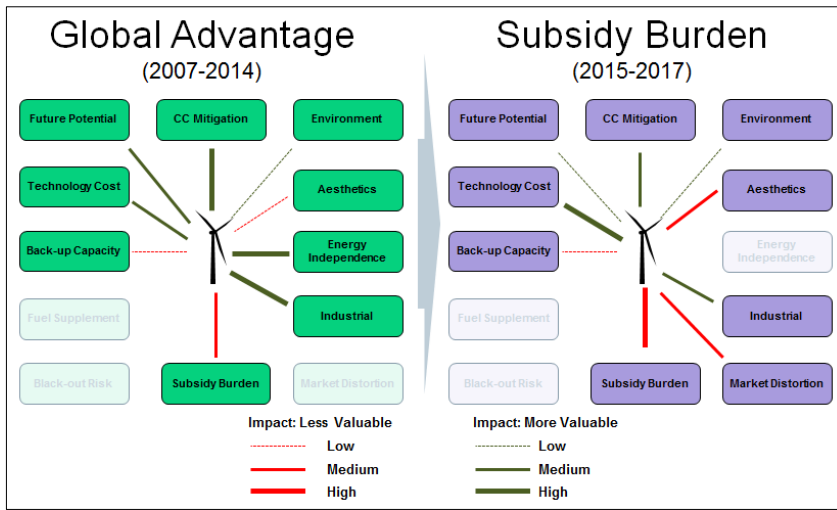 Global Advantage
(2007-2014)
Future Potential
CC Mitigation
Environment
Technology Cost
Aesthetics
Back-up Capacity
Energy
Independence
Fuel Supplement
Industrial
Black-out Risk
Subsidy Burden
Market Distortion
Subsidy Burden
(2015-2017)
Future Potential
CC Mitigation
Environment
Technology Cost
Aesthetics
Back-up Capacity
Energy
Independence
Fuel Supplement
Industrial
Black-out Risk
Subsidy Burden
Market Distortion
Impact: Less Valuable
Low
Medium
High
Impact: More Valuable
Low
Medium
High